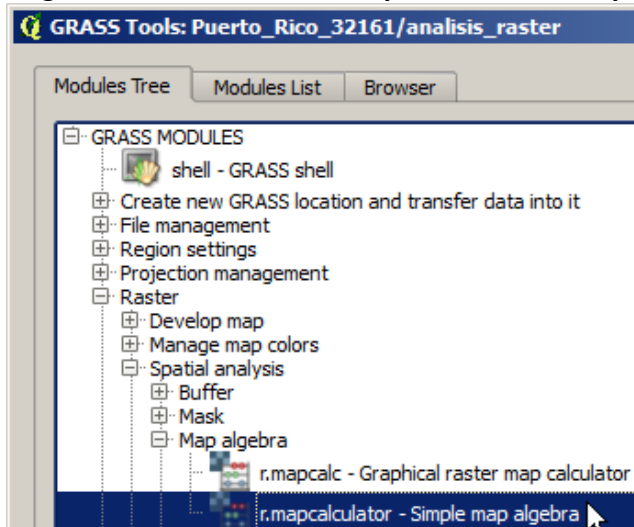 GRASS Tools: Puerto_Rico_32161/analisis_raster
Modules Tree Modules List Browser
GRASS MODULES
shell - GRASS shell
Create new GRASS location and transfer data into it
File management
Region settings
Projection management
Raster
Develop map
Manage map colors
Spatial analysis
Buffer
Mask
Map algebra
r.mapcalc - Graphical raster map calculator
r.mapcalculator - Simple map algebra